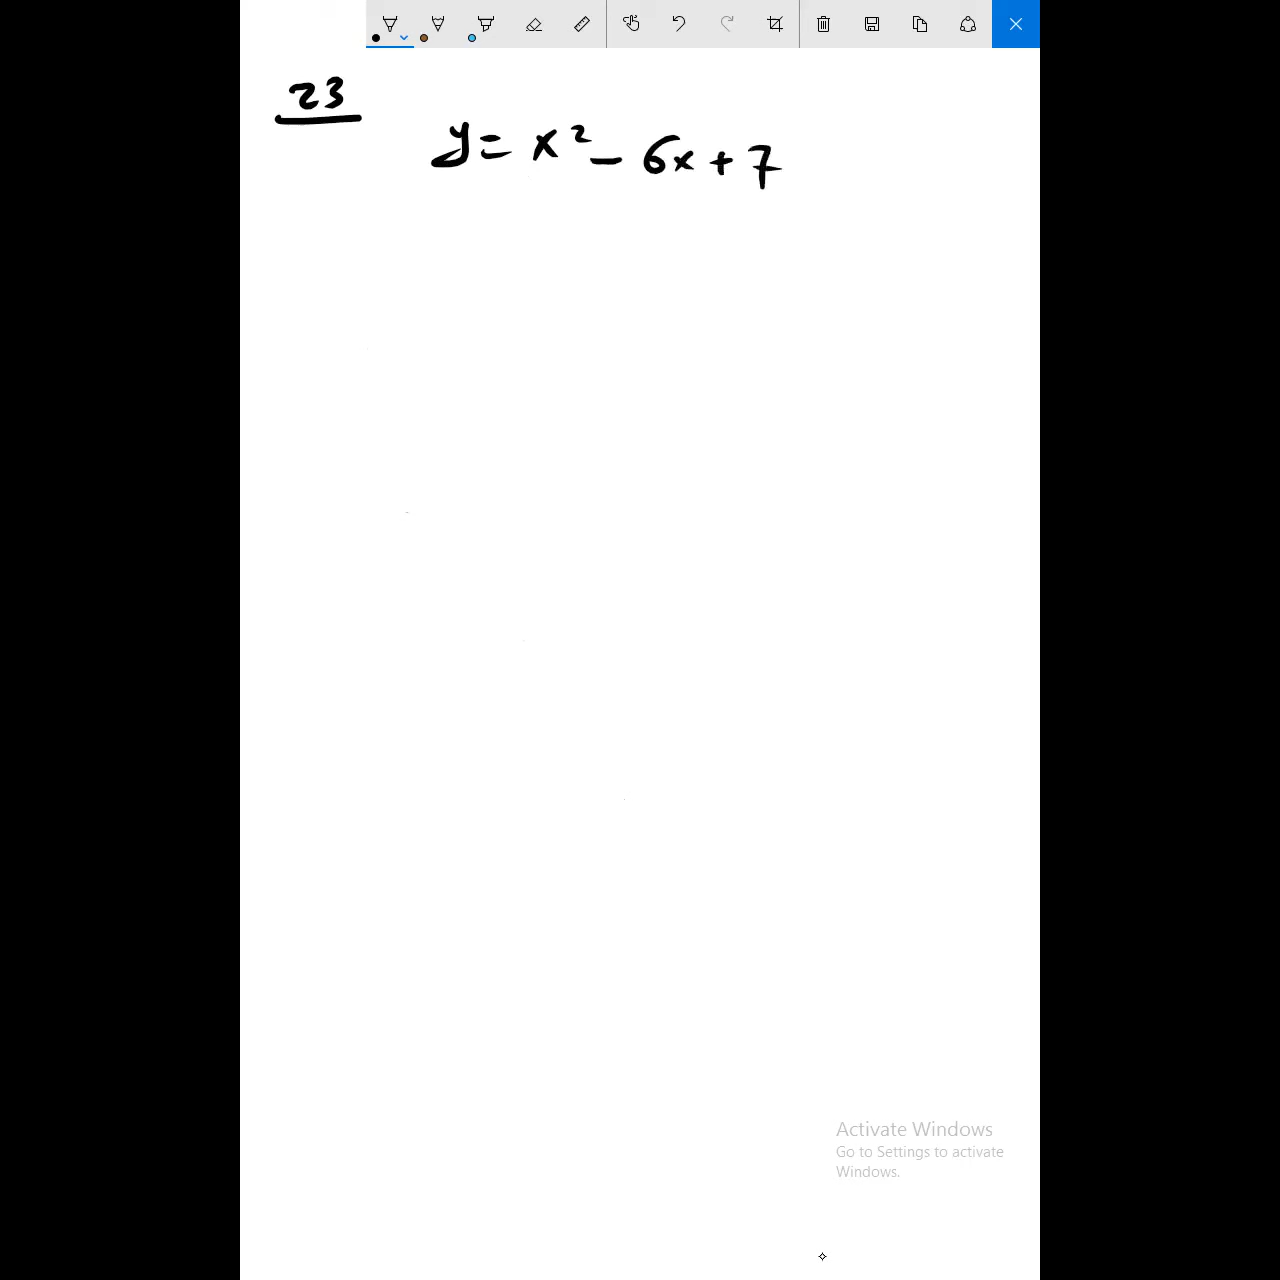 23
y = x² - 6x + 7
Activate Windows
Go to Settings to activate
Windows.